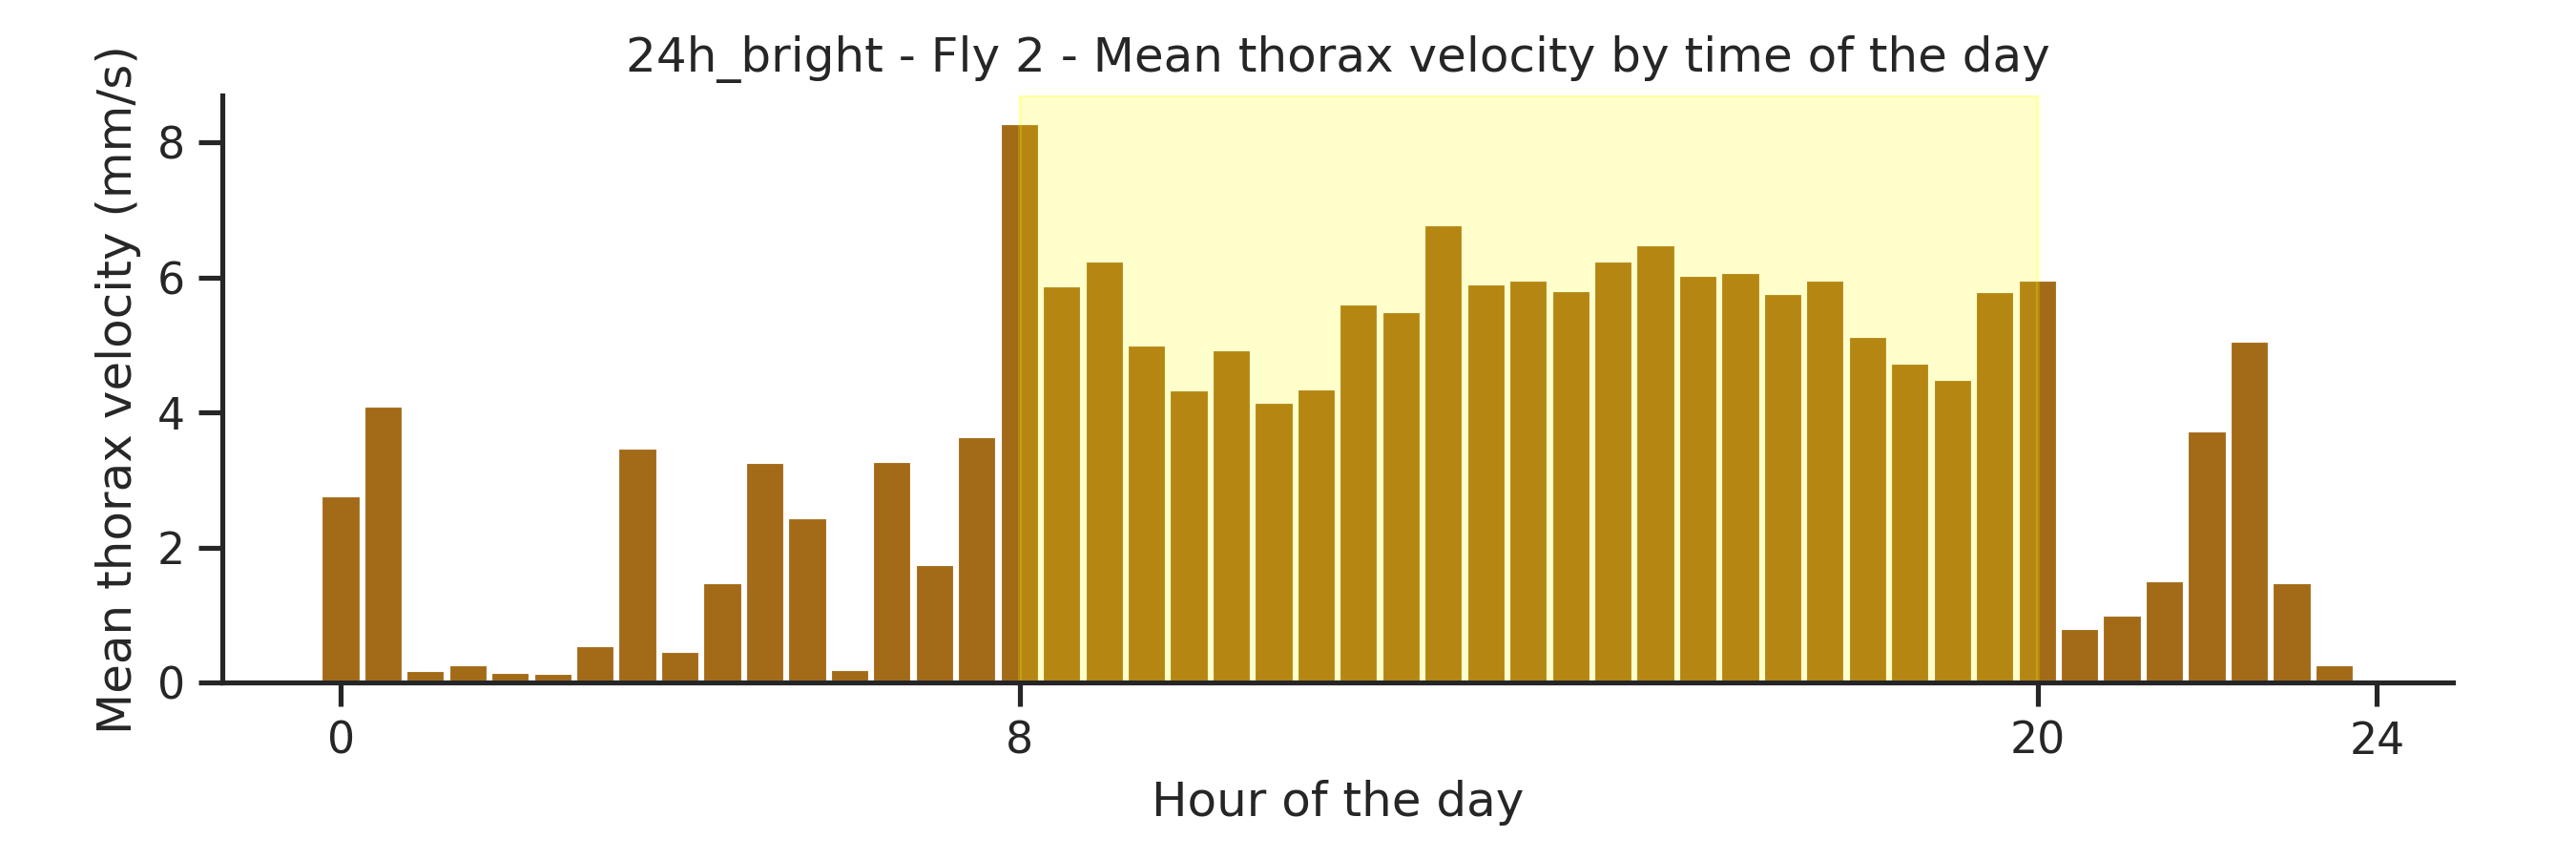 24h_bright - Fly 2 - Mean thorax velocity by time of the day
Mean thorax velocity (mm/s)
8
6
4
2
0
0 8 20 24
Hour of the day